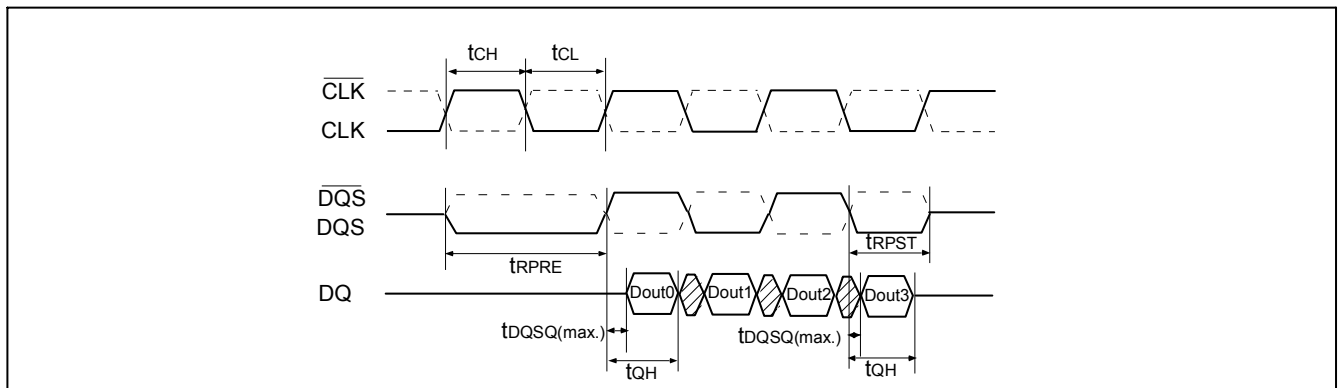 tCH tCL
CLK
CLK
DQS
DQS
tRPRE
tRPST
DQ
Dout0 Dout1 Dout2 Dout3
tDQSQ(max.) tDQSQ(max.)
tQH tQH